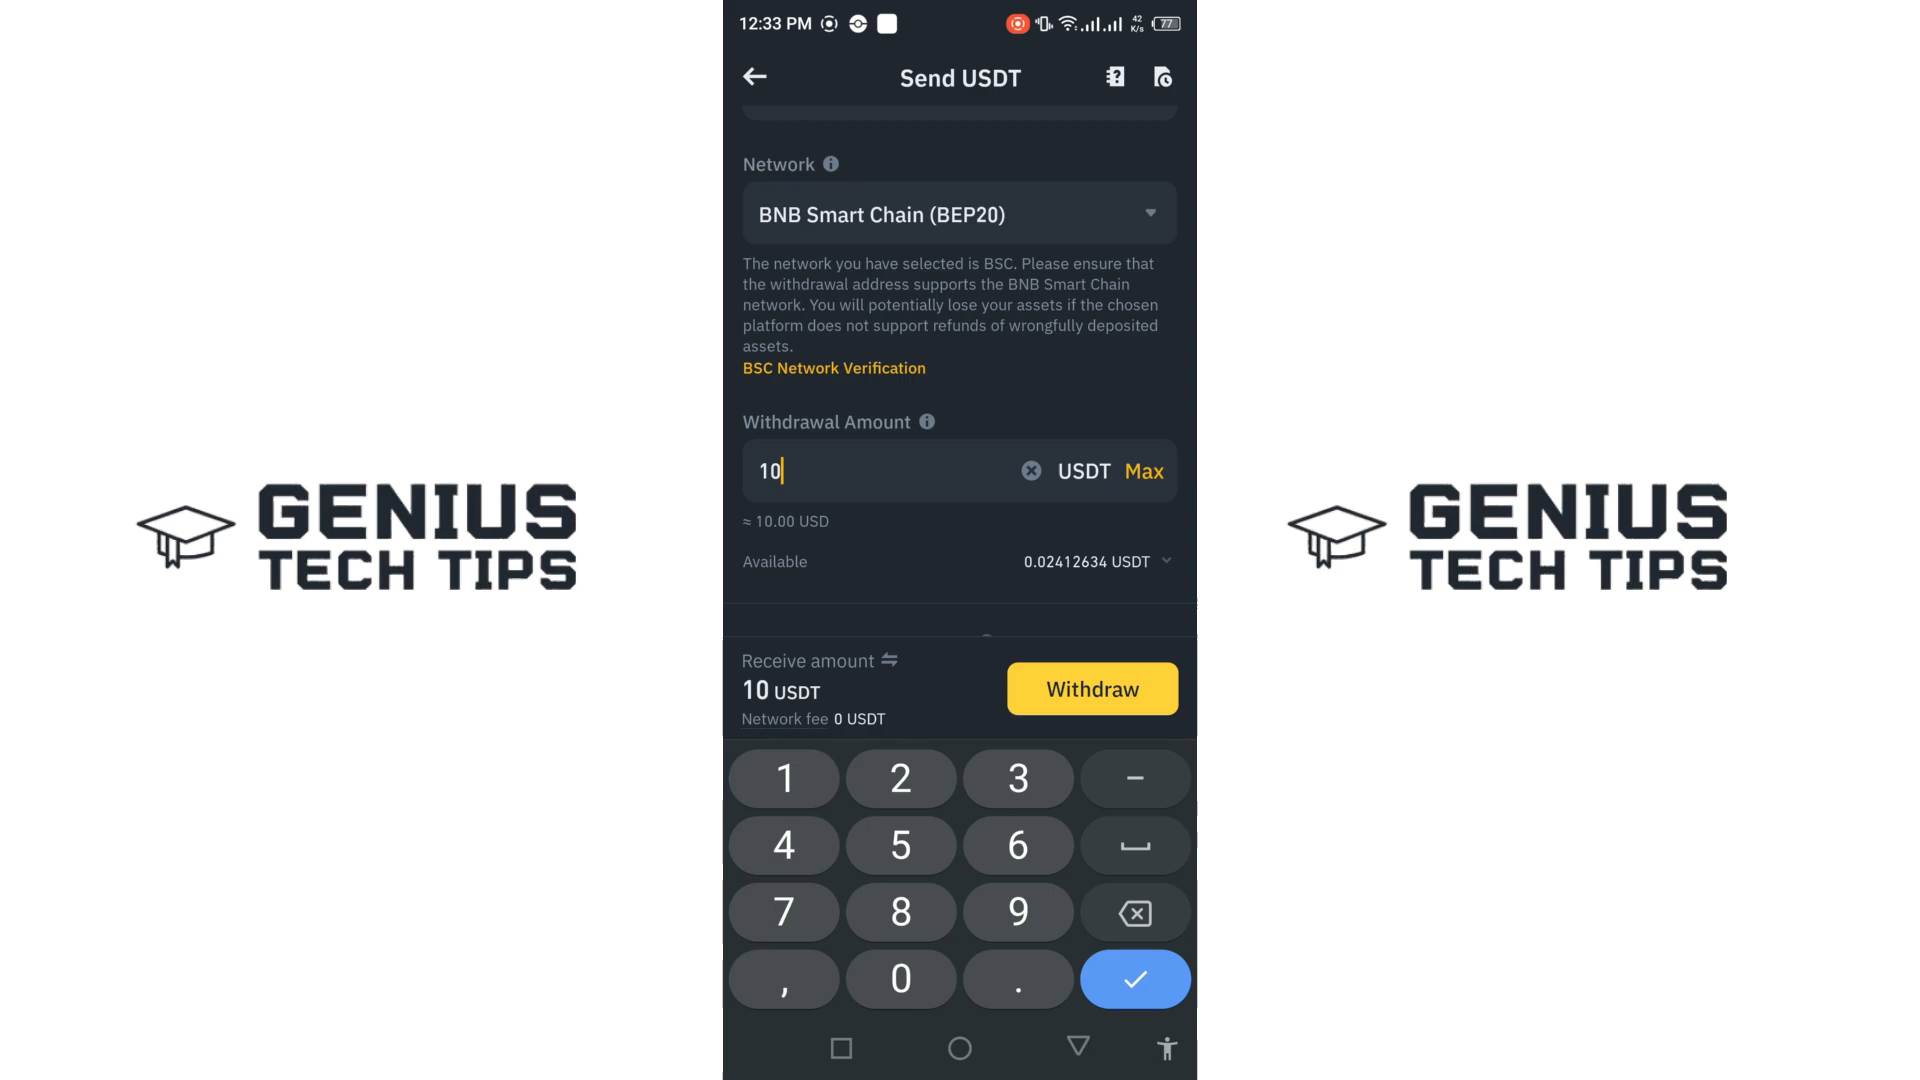 12:33 PM
42
K/s
77
Send USDT
Network
BNB Smart Chain (BEP20)
The network you have selected is BSC. Please ensure that
the withdrawal address supports the BNB Smart Chain
network. You will potentially lose your assets if the chosen
platform does not support refunds of wrongfully deposited
assets.
BSC Network Verification
Withdrawal Amount
10 USDT Max
≈ 10.00 USD
Available 0.02412634 USDT
Receive amount
10 USDT
Network fee 0 USDT
Withdraw
1 2 3 -
4 5 6
7 8 9
, 0 .
GENIUS
TECH TIPS
GENIUS
TECH TIPS